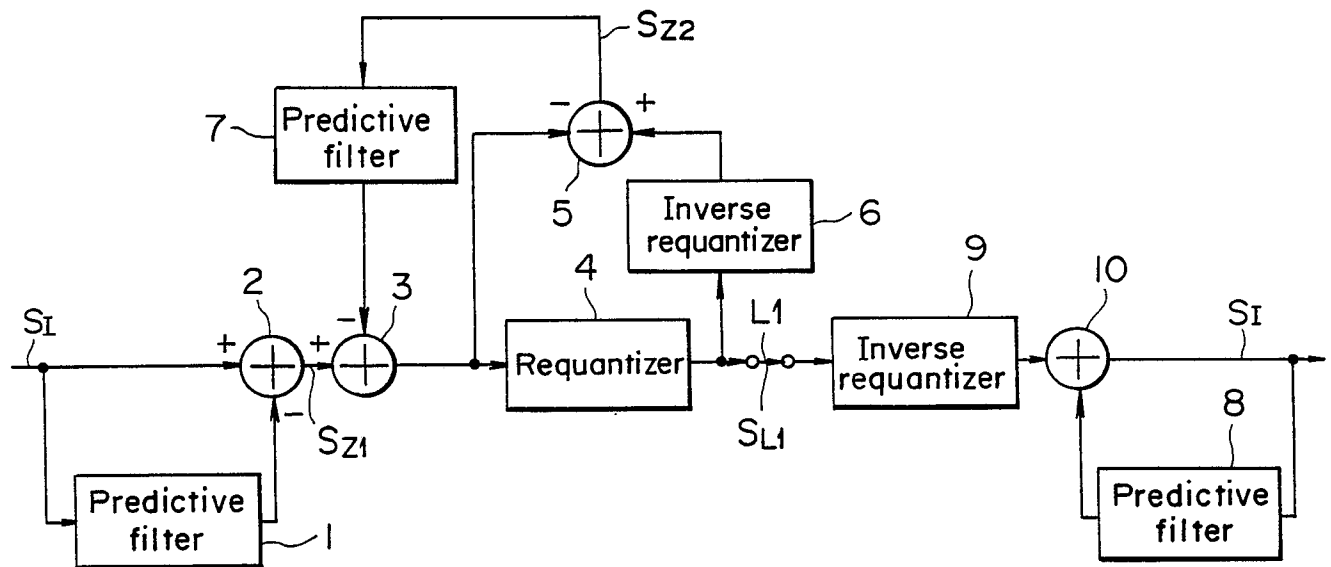 SZ2
7
Predictive
filter
−
+
5
Inverse
requantizer
6
2
3
4
9
10
SI
+
+
−
L1
SI
Requantizer
Inverse
requantizer
−
SZ1
SL1
8
Predictive
filter
1
Predictive
filter